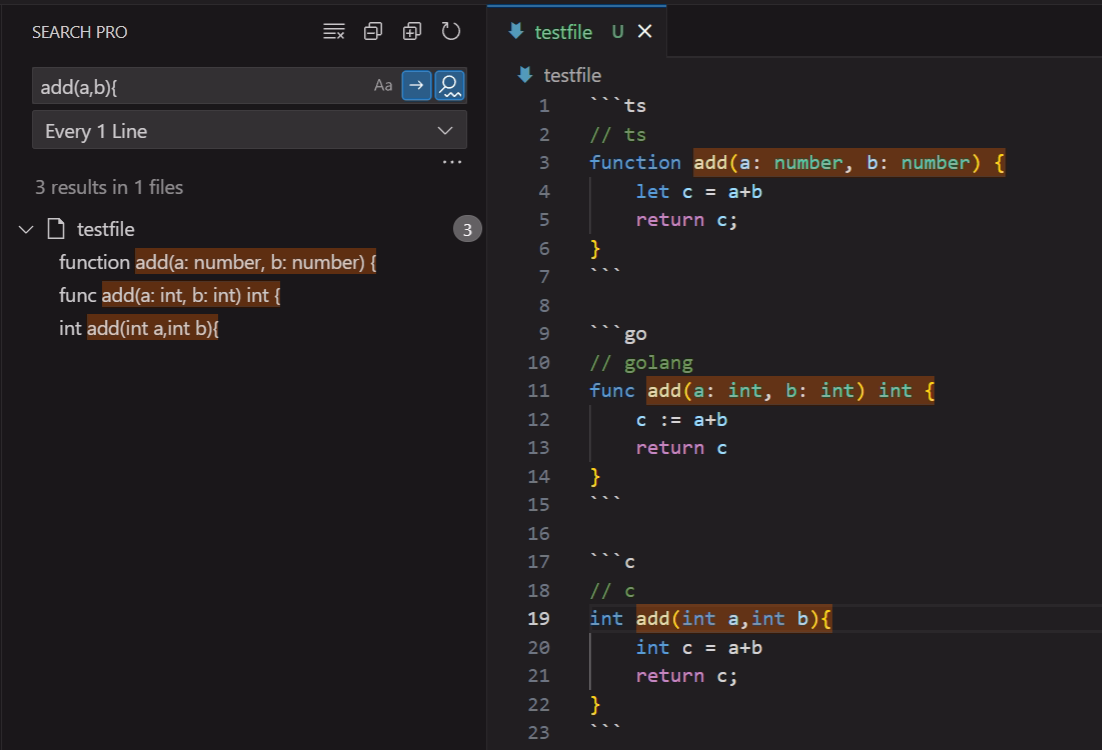 SEARCH PRO
add(a,b){
Aa
Every 1 Line
...
3 results in 1 files
testfile
3
function add(a: number, b: number) {
func add(a: int, b: int) int {
int add(int a,int b){
testfile U
testfile
1 ```ts
2 // ts
3 function add(a: number, b: number) {
4     let c = a+b
5     return c;
6 }
7 ```
8
9 ```go
10 // golang
11 func add(a: int, b: int) int {
12     c := a+b
13     return c
14 }
15 ```
16
17 ```c
18 // c
19 int add(int a,int b){
20     int c = a+b
21     return c;
22 }
23 ```